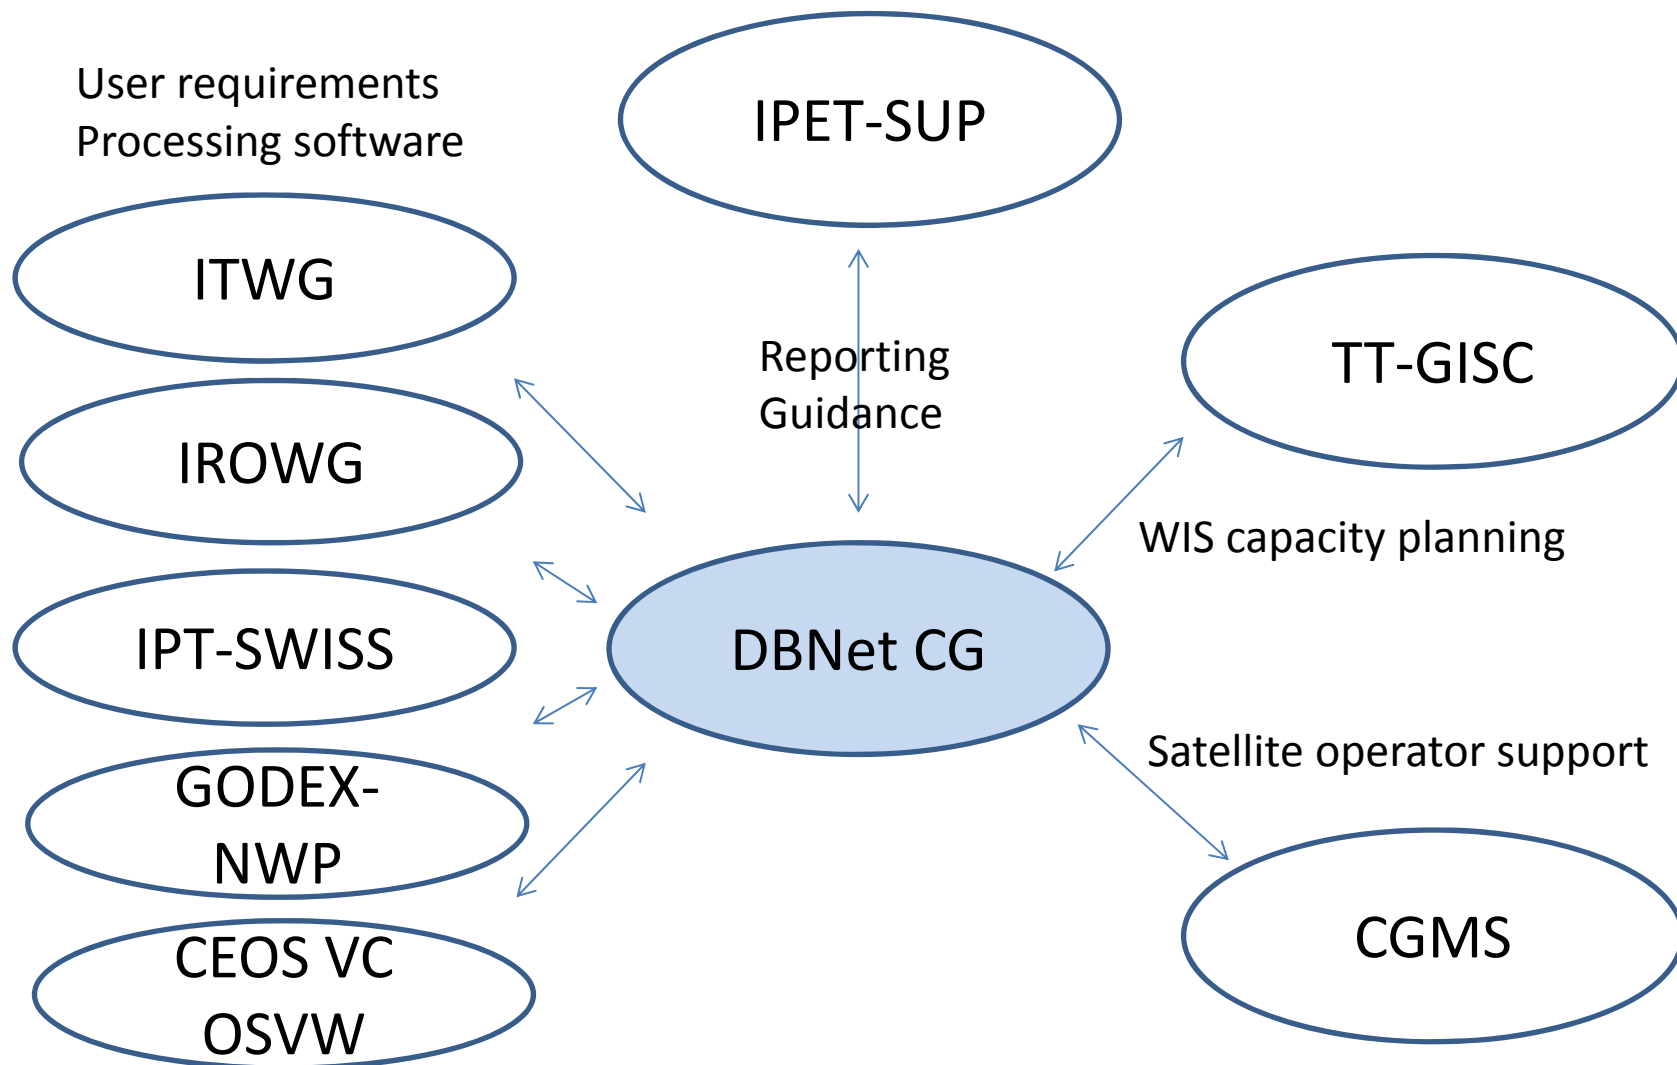 User requirements
Processing software
IPET-SUP
ITWG
TT-GISC
Reporting
Guidance
IROWG
WIS capacity planning
IPT-SWISS
DBNet CG
Satellite operator support
GODEX-
NWP
CGMS
CEOS VC
OSVW